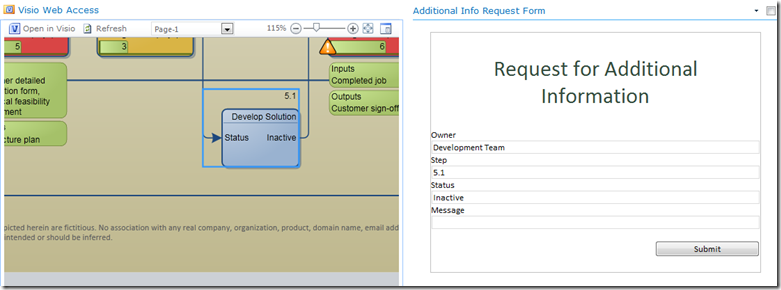 Visio Web Access
Open in Visio Refresh Page-1 115%
5
3
6
er detailed
tion form,
cal feasibility
ment
s
cture plan
5.1
Develop Solution
Status Inactive
Inputs
Completed job
Outputs
Customer sign-off
picted herein are fictitious. No association with any real company, organization, product, domain name, email add
intended or should be inferred.
Additional Info Request Form
Request for Additional
Information
Owner
Development Team
Step
5.1
Status
Inactive
Message
Submit